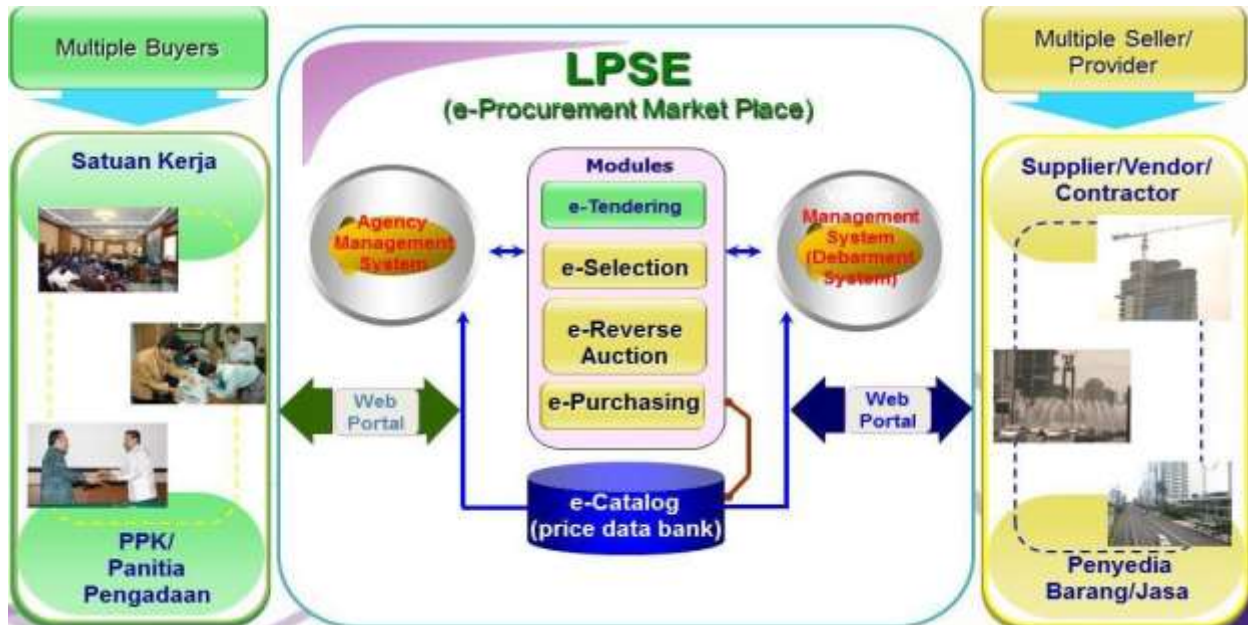 Multiple Buyers
Satuan Kerja
PPK/
Panitia
Pengadaan
LPSE
(e-Procurement Market Place)
Agency
Management
System
Modules
e-Tendering
e-Selection
e-Reverse
Auction
e-Purchasing
Management
System
(Debarment
System)
Web
Portal
Web
Portal
e-Catalog
(price data bank)
Multiple Seller/
Provider
Supplier/Vendor/
Contractor
Penyedia
Barang/Jasa